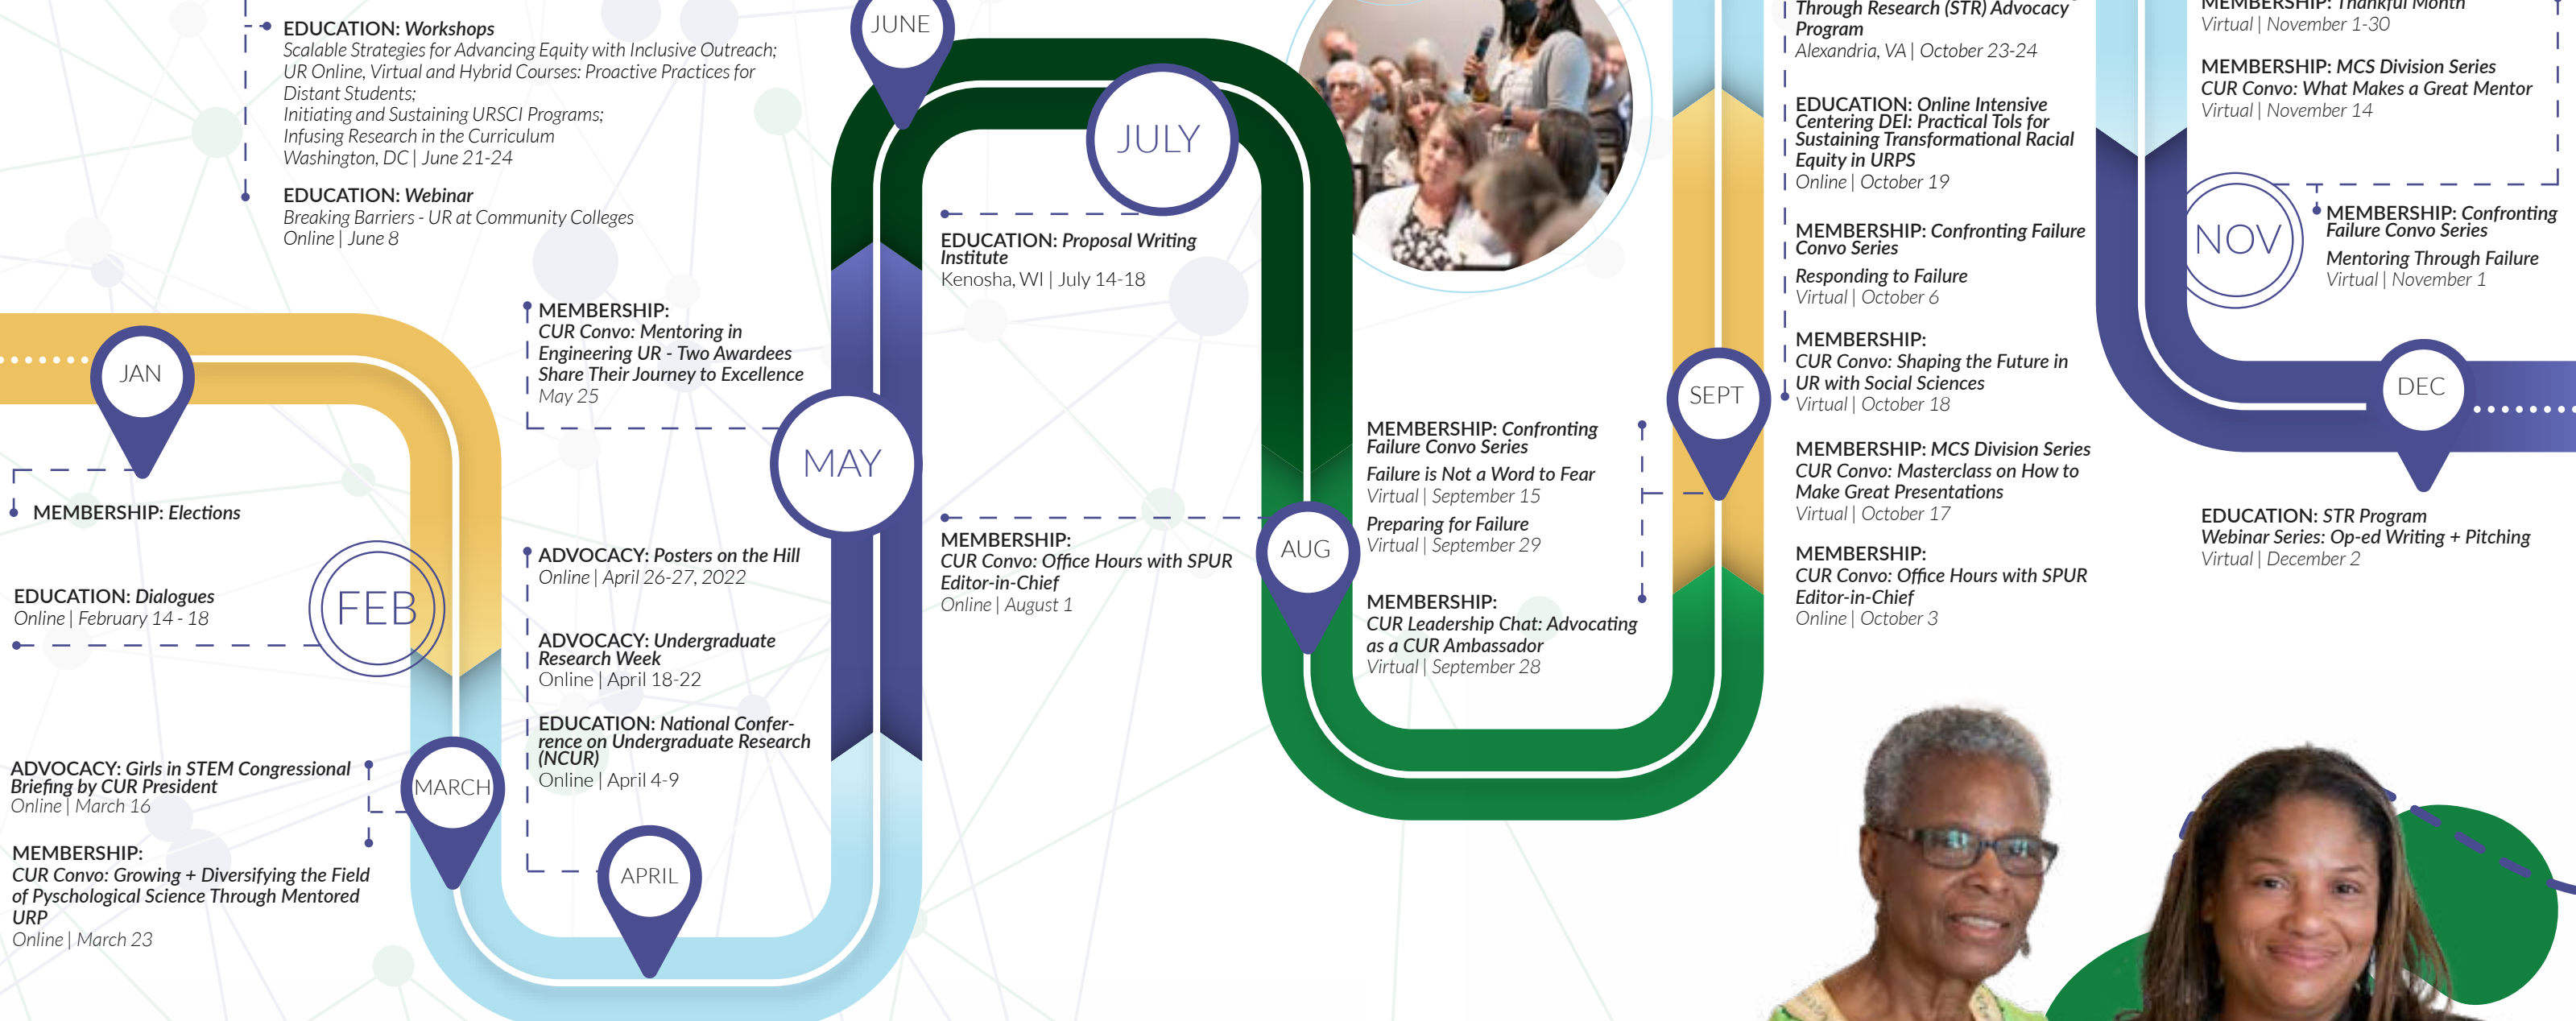 EDUCATION: Workshops
Scalable Strategies for Advancing Equity with Inclusive Outreach;
UR Online, Virtual and Hybrid Courses: Proactive Practices for
Distant Students;
Initiating and Sustaining URSCI Programs;
Infusing Research in the Curriculum
Washington, DC | June 21-24
EDUCATION: Webinar
Breaking Barriers - UR at Community Colleges
Online | June 8
JAN
MEMBERSHIP: Elections
FEB
EDUCATION: Dialogues
Online | February 14 - 18
MARCH
ADVOCACY: Girls in STEM Congressional
Briefing by CUR President
Online | March 16
MEMBERSHIP:
CUR Convo: Growing + Diversifying the Field
of Pyschological Science Through Mentored
URP
Online | March 23
MEMBERSHIP:
CUR Convo: Mentoring in
Engineering UR - Two Awardees
Share Their Journey to Excellence
May 25
MAY
ADVOCACY: Posters on the Hill
Online | April 26-27, 2022
ADVOCACY: Undergraduate
Research Week
Online | April 18-22
EDUCATION: National Confer-
rence on Undergraduate Research
(NCUR)
Online | April 4-9
APRIL
JUNE
JULY
EDUCATION: Proposal Writing
Institute
Kenosha, WI | July 14-18
MEMBERSHIP:
CUR Convo: Office Hours with SPUR
Editor-in-Chief
Online | August 1
AUG
MEMBERSHIP: Confronting
Failure Convo Series
Failure is Not a Word to Fear
Virtual | September 15
Preparing for Failure
Virtual | September 29
MEMBERSHIP:
CUR Leadership Chat: Advocating
as a CUR Ambassador
Virtual | September 28
SEPT
Through Research (STR) Advocacy
Program
Alexandria, VA | October 23-24
EDUCATION: Online Intensive
Centering DEI: Practical Tols for
Sustaining Transformational Racial
Equity in URPS
Online | October 19
MEMBERSHIP: Confronting Failure
Convo Series
Responding to Failure
Virtual | October 6
MEMBERSHIP:
CUR Convo: Shaping the Future in
UR with Social Sciences
Virtual | October 18
MEMBERSHIP: MCS Division Series
CUR Convo: Masterclass on How to
Make Great Presentations
Virtual | October 17
MEMBERSHIP:
CUR Convo: Office Hours with SPUR
Editor-in-Chief
Online | October 3
MEMBERSHIP: Thankful Month
Virtual | November 1-30
MEMBERSHIP: MCS Division Series
CUR Convo: What Makes a Great Mentor
Virtual | November 14
NOV
MEMBERSHIP: Confronting
Failure Convo Series
Mentoring Through Failure
Virtual | November 1
DEC
EDUCATION: STR Program
Webinar Series: Op-ed Writing + Pitching
Virtual | December 2